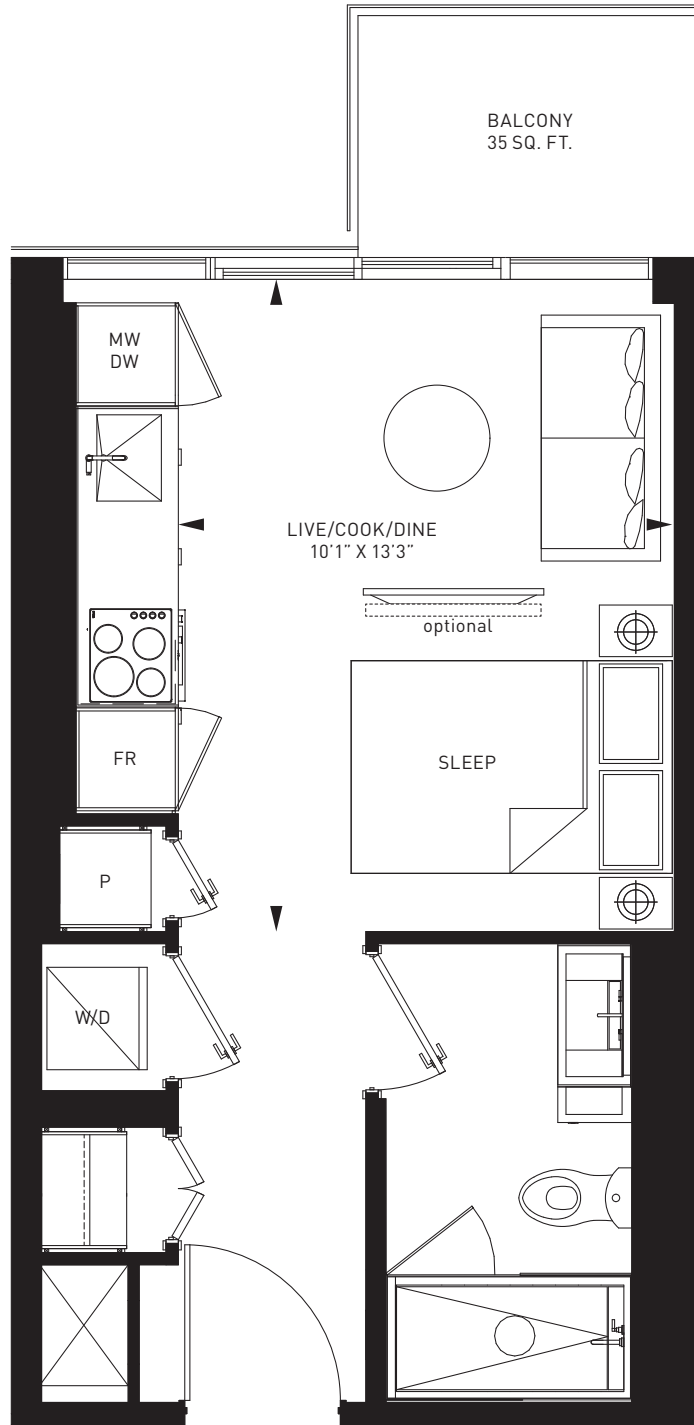 BALCONY
35 SQ. FT.
MW
DW
LIVE/COOK/DINE
10'1" X 13'3"
optional
FR
SLEEP
P
W/D